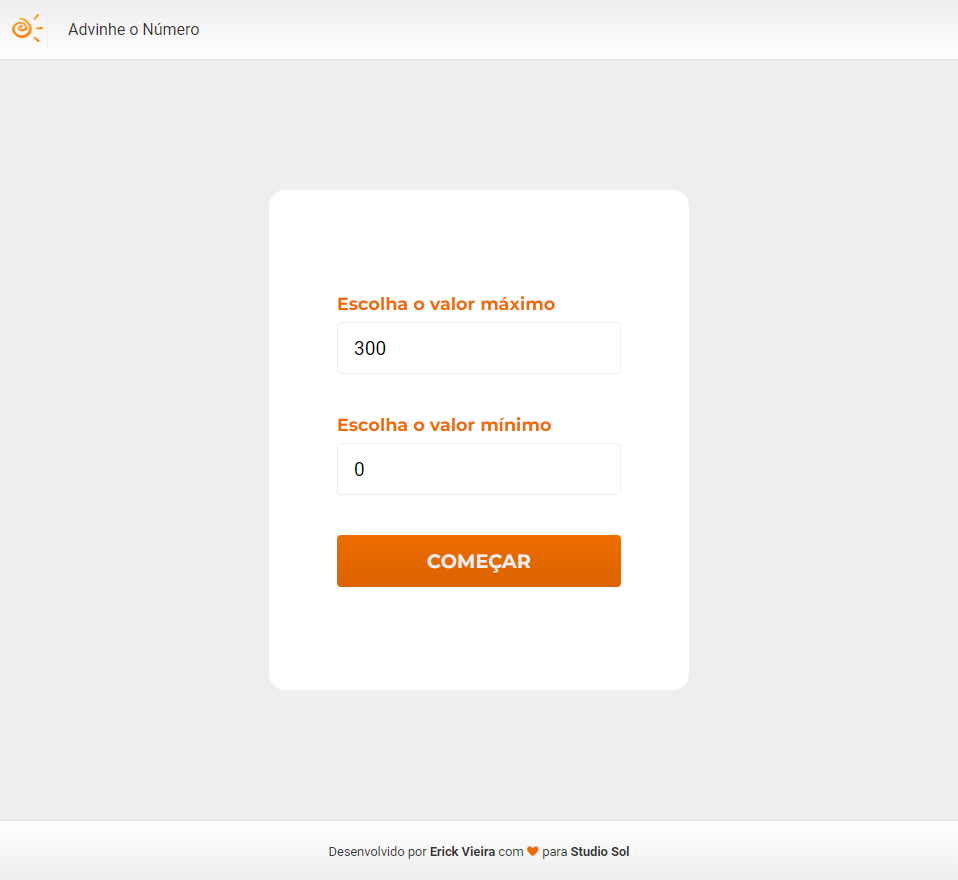 Advinhe o Número
Escolha o valor máximo
300
Escolha o valor mínimo
0
COMEÇAR
Desenvolvido por Erick Vieira com 🧡 para Studio Sol